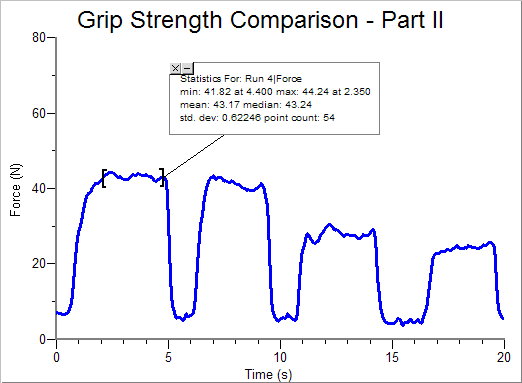 Grip Strength Comparison - Part II
80
Statistics For: Run 4|Force
min: 41.82 at 4.400 max: 44.24 at 2.350
mean: 43.17 median: 43.24
std. dev: 0.62246 point count: 54
60
40
Force (N)
20
0
0 5 10 15 20
Time (s)